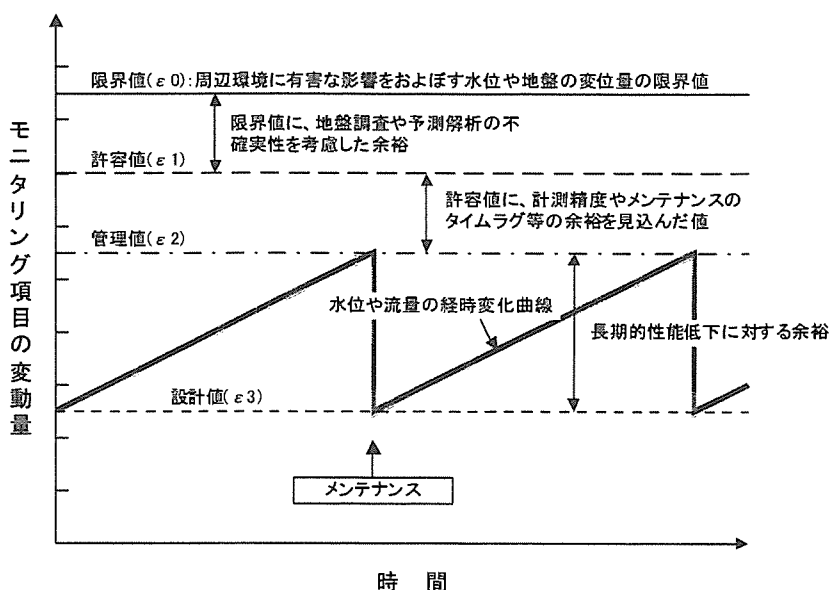 限界値(ε0):周辺環境に有害な影響をおよぼす水位や地盤の変位量の限界値
限界値に、地盤調査や予測解析の不
確実性を考慮した余裕
許容値(ε1)
許容値に、計測精度やメンテナンスの
タイムラグ等の余裕を見込んだ値
管理値(ε2)
水位や流量の経時変化曲線
長期的性能低下に対する余裕
設計値(ε3)
メンテナンス
モニタリング項目の変動量
時 間